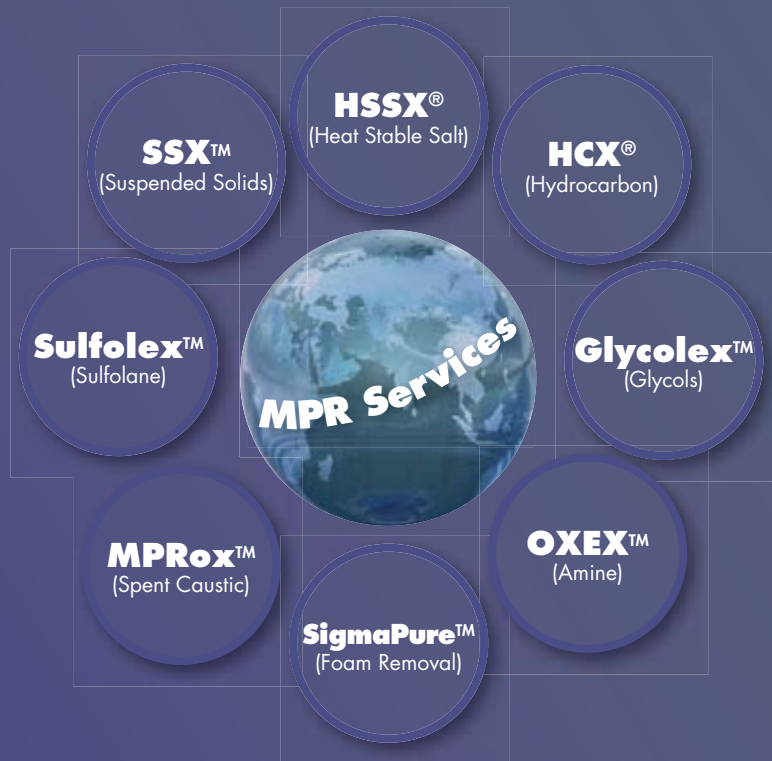 HSSX®
(Heat Stable Salt)
SSX™
(Suspended Solids)
HCX®
(Hydrocarbon)
Sulfolex™
(Sulfolane)
MPR Services
Glycolex™
(Glycols)
MPRox™
(Spent Caustic)
OXEX™
(Amine)
SigmaPure™
(Foam Removal)